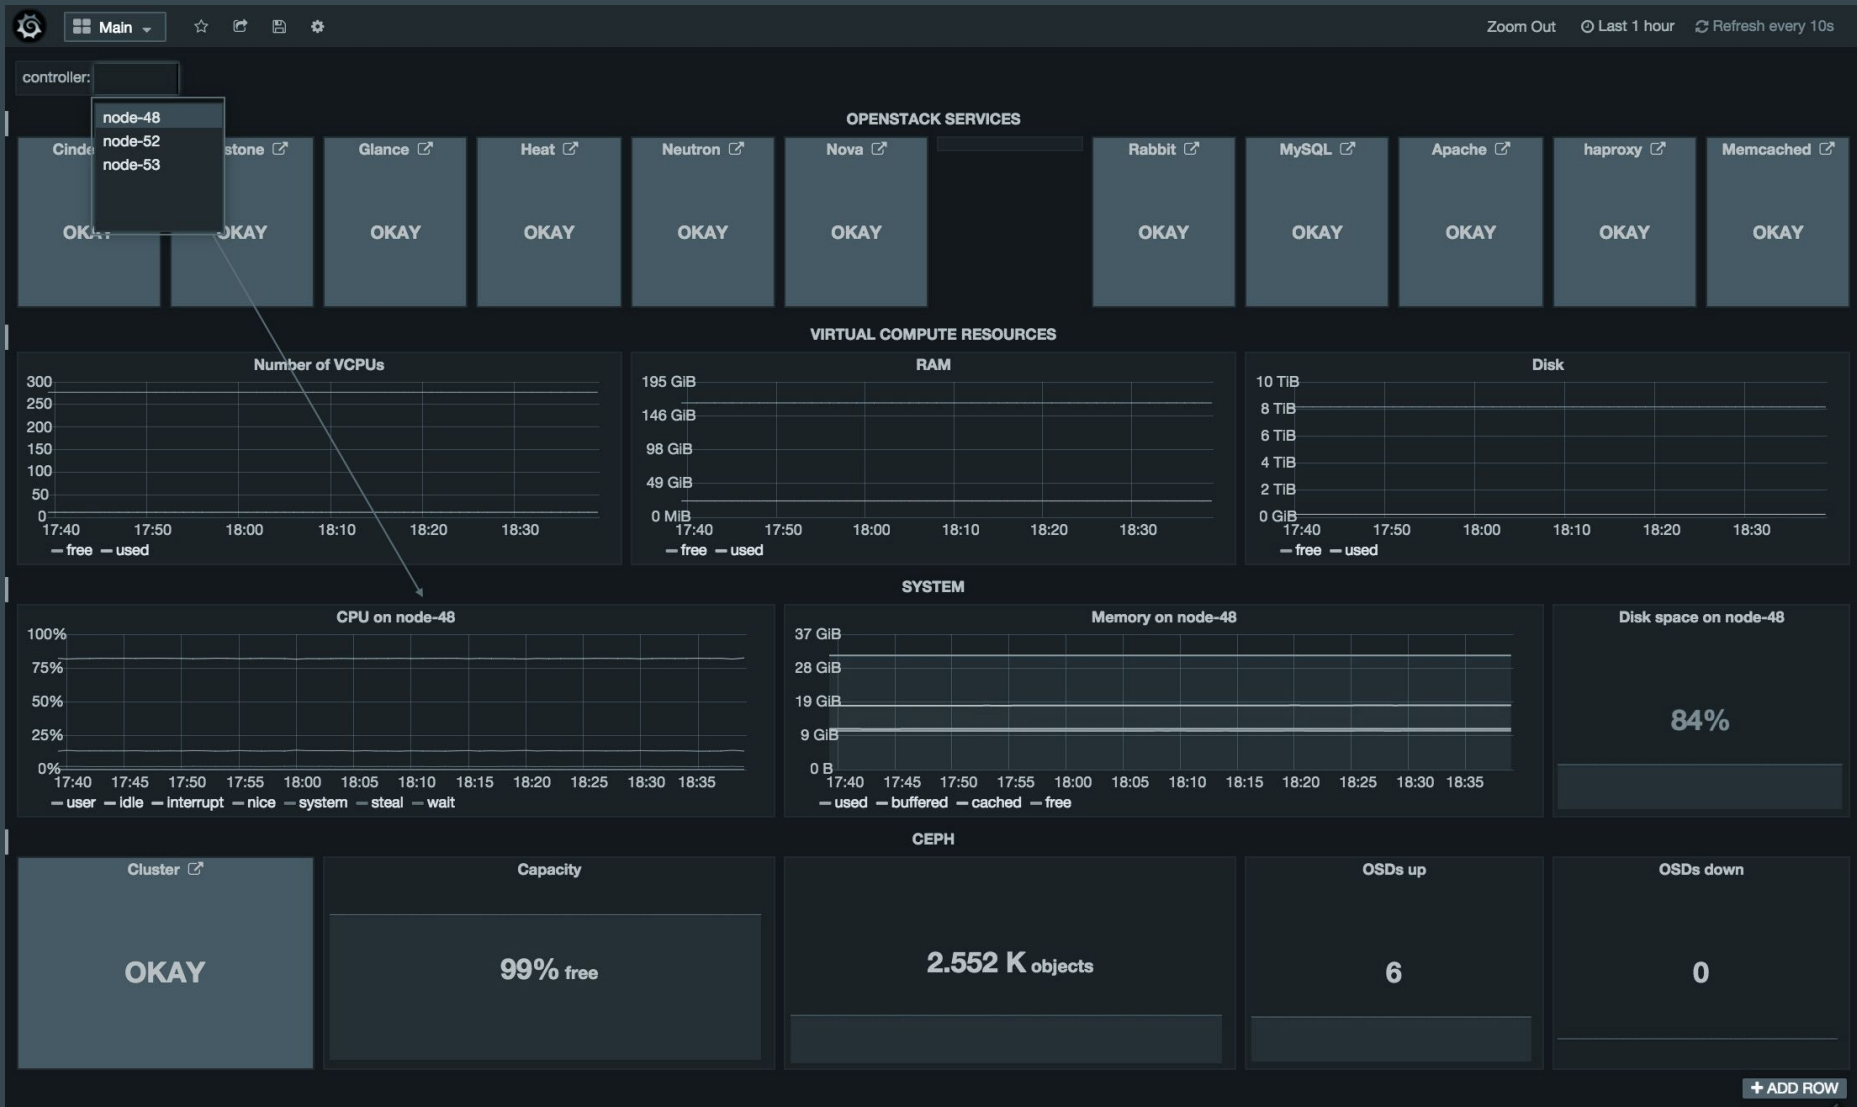 Main
Zoom Out Last 1 hour Refresh every 10s
controller:
node-48
node-52
node-53
OPENSTACK SERVICES
Glance Heat Neutron Nova Rabbit MySQL Apache haproxy Memcached
OKAY OKAY OKAY OKAY OKAY OKAY OKAY OKAY OKAY
VIRTUAL COMPUTE RESOURCES
Number of VCPUs
300
250
200
150
100
50
0
17:40 17:50 18:00 18:10 18:20 18:30
free used
RAM
195 GiB
146 GiB
98 GiB
49 GiB
0 MiB
17:40 17:50 18:00 18:10 18:20 18:30
free used
Disk
10 TiB
8 TiB
6 TiB
4 TiB
2 TiB
0 GiB
17:40 17:50 18:00 18:10 18:20 18:30
free used
SYSTEM
CPU on node-48
100%
75%
50%
25%
0%
17:40 17:45 17:50 17:55 18:00 18:05 18:10 18:15 18:20 18:25 18:30 18:35
user idle interrupt nice system steal wait
Memory on node-48
37 GiB
28 GiB
19 GiB
9 GiB
0 B
17:40 17:45 17:50 17:55 18:00 18:05 18:10 18:15 18:20 18:25 18:30 18:35
used buffered cached free
Disk space on node-48
84%
CEPH
Cluster
OKAY
Capacity
99% free
2.552 K objects
OSDs up
6
OSDs down
0
+ ADD ROW